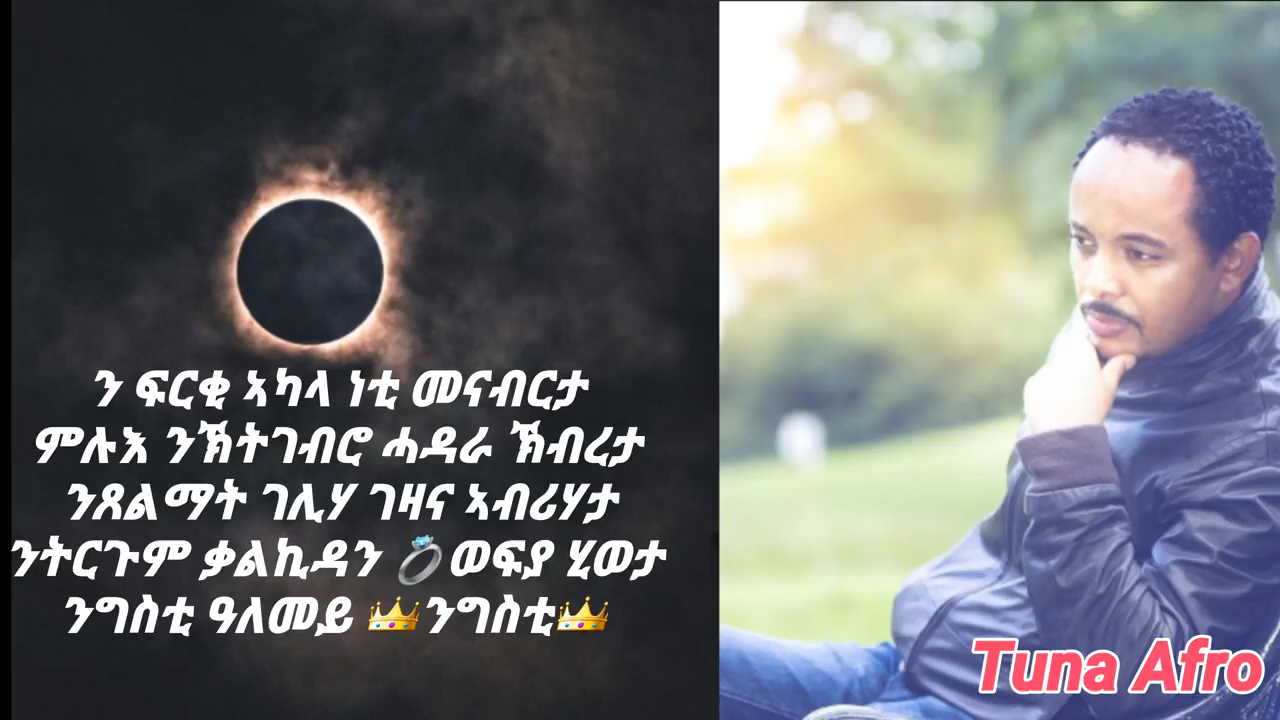 ን ፍርቂ ኣካላ ነቲ መናብርታ
ምሉእ ንኽትገብሮ ሓዳራ ኽብረታ
ንጸልማት ገሊሃ ገዛና ኣብሪሃታ
ንትርጉም ቃልኪዳን 💍ወፍያ ሂወታ
ንግስቲ ዓለመይ 👑ንግስቲ👑
Tuna Afro